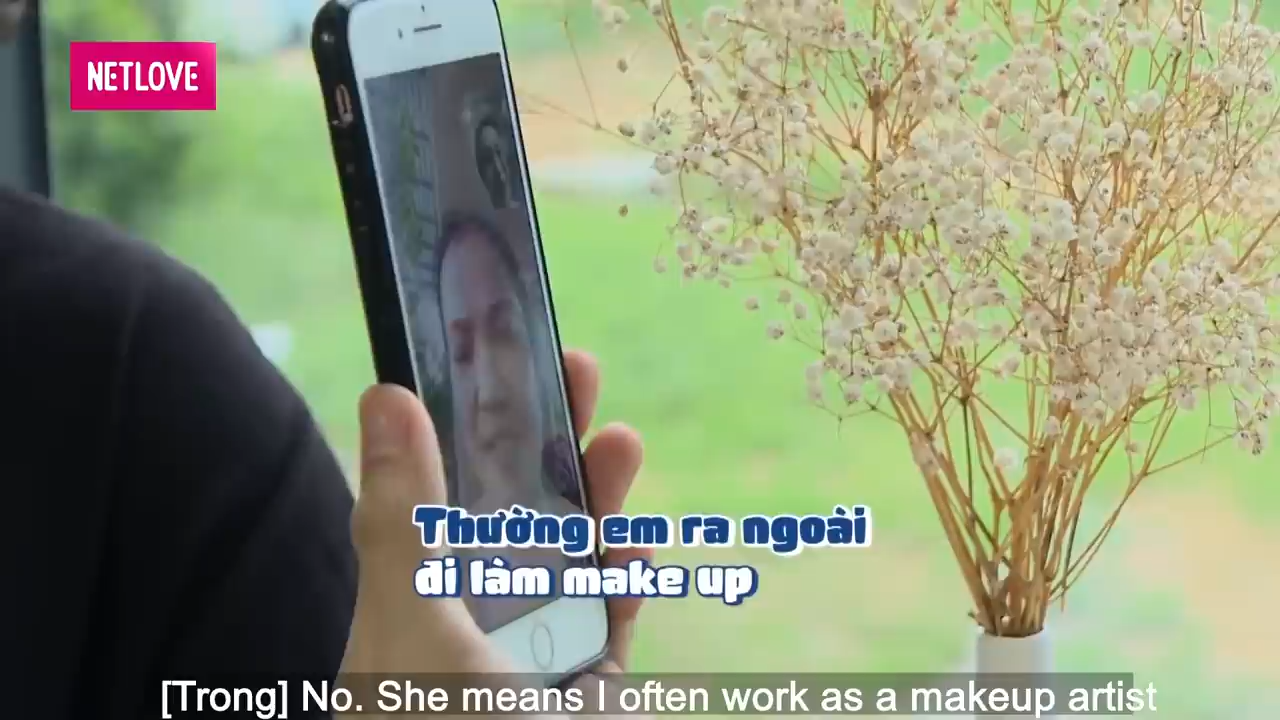 NETLOVE
Thường em ra ngoài
đi làm make up
[Trong] No. She means I often work as a makeup artist